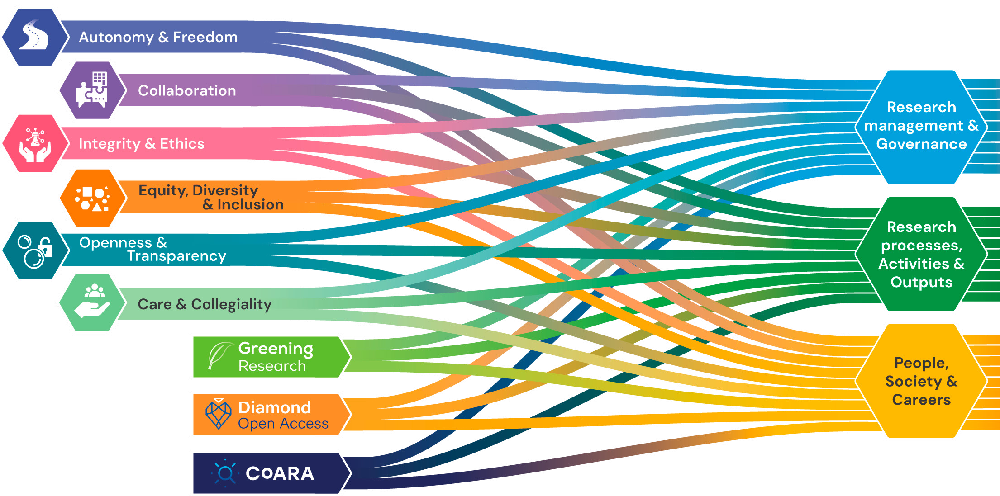 Autonomy & Freedom
Collaboration
Integrity & Ethics
Equity, Diversity
& Inclusion
Openness &
Transparency
Care & Collegiality
Greening
Research
Diamond
Open Access
CoARA
Research
management &
Governance
Research
processes,
Activities &
Outputs
People,
Society &
Careers